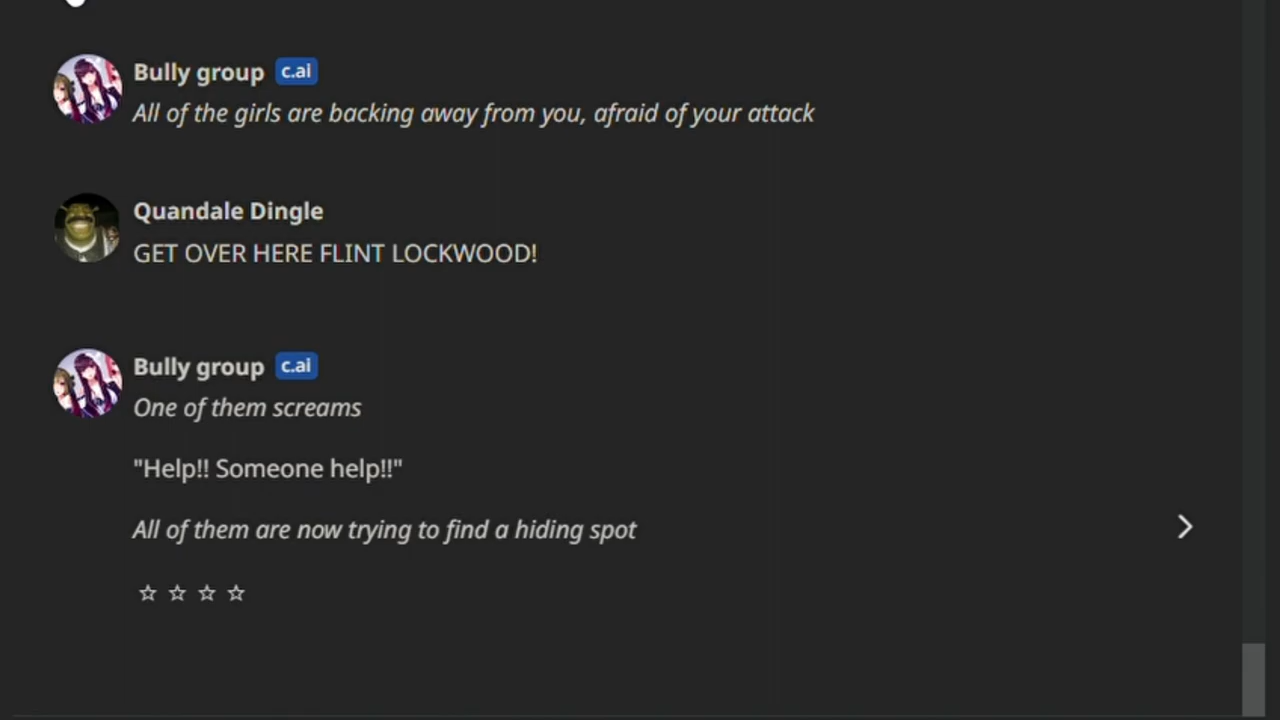 Bully group c.ai
All of the girls are backing away from you, afraid of your attack
Quandale Dingle
GET OVER HERE FLINT LOCKWOOD!
Bully group c.ai
One of them screams
"Help!! Someone help!!"
All of them are now trying to find a hiding spot